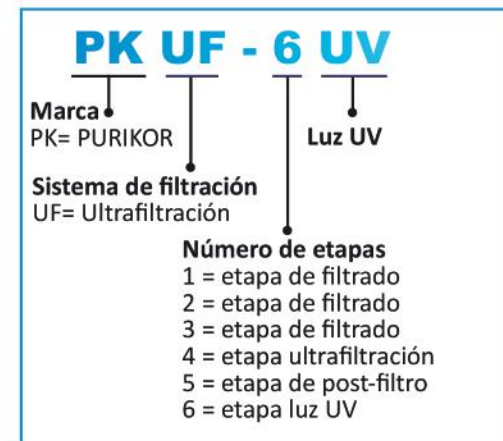 PK UF - 6 UV
Marca
PK= PURIKOR
Luz UV
Sistema de filtración
UF= Ultrafiltración
Número de etapas
1 = etapa de filtrado
2 = etapa de filtrado
3 = etapa de filtrado
4 = etapa ultrafiltración
5 = etapa de post-filtro
6 = etapa luz UV